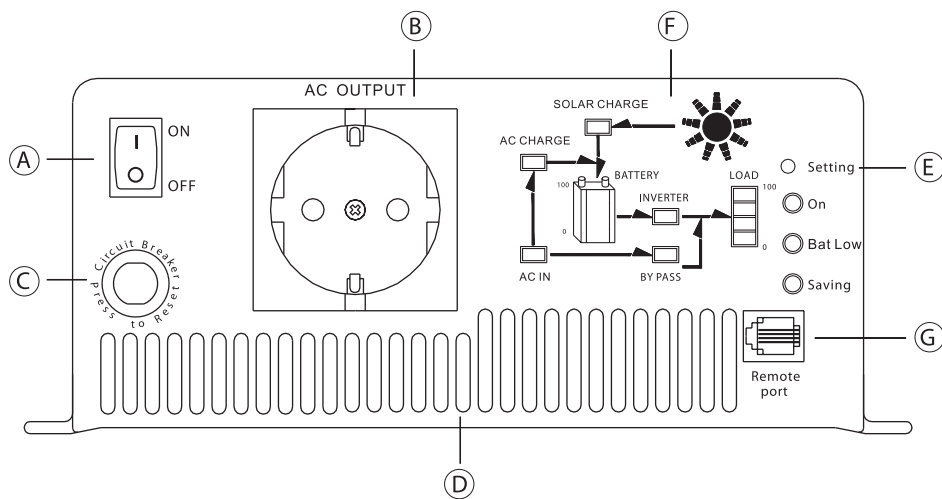 B
F
AC OUTPUT
SOLAR CHARGE
ON
AC CHARGE
A
E
Setting
BATTERY
LOAD
OFF
100
100
INVERTER
On
0
0
Bat Low
Circuit Breaker
C
AC IN
BY PASS
Saving
Press to Reset
G
Remote
port
D